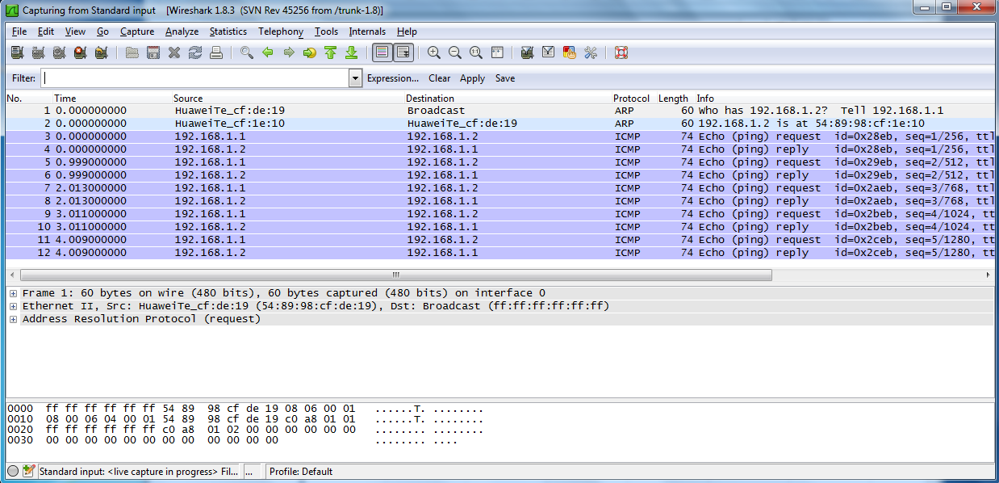 Capturing from Standard input [Wireshark 1.8.3 (SVN Rev 45256 from /trunk-1.8)]
File Edit View Go Capture Analyze Statistics Telephony Tools Internals Help
Filter: Expression... Clear Apply Save
No. Time Source Destination Protocol Length Info
1 0.000000000 HuaweiTe_cf:de:19 Broadcast ARP 60 Who has 192.168.1.2? Tell 192.168.1.1
2 0.000000000 HuaweiTe_cf:1e:10 HuaweiTe_cf:de:19 ARP 60 192.168.1.2 is at 54:89:98:cf:1e:10
3 0.000000000 192.168.1.1 192.168.1.2 ICMP 74 Echo (ping) request id=0x28eb, seq=1/256, ttl
4 0.000000000 192.168.1.2 192.168.1.1 ICMP 74 Echo (ping) reply id=0x28eb, seq=1/256, ttl
5 0.999000000 192.168.1.1 192.168.1.2 ICMP 74 Echo (ping) request id=0x29eb, seq=2/512, ttl
6 0.999000000 192.168.1.2 192.168.1.1 ICMP 74 Echo (ping) reply id=0x29eb, seq=2/512, ttl
7 2.013000000 192.168.1.1 192.168.1.2 ICMP 74 Echo (ping) request id=0x2aeb, seq=3/768, ttl
8 2.013000000 192.168.1.2 192.168.1.1 ICMP 74 Echo (ping) reply id=0x2aeb, seq=3/768, ttl
9 3.011000000 192.168.1.1 192.168.1.2 ICMP 74 Echo (ping) request id=0x2beb, seq=4/1024, tt
10 3.011000000 192.168.1.2 192.168.1.1 ICMP 74 Echo (ping) reply id=0x2beb, seq=4/1024, tt
11 4.009000000 192.168.1.1 192.168.1.2 ICMP 74 Echo (ping) request id=0x2ceb, seq=5/1280, tt
12 4.009000000 192.168.1.2 192.168.1.1 ICMP 74 Echo (ping) reply id=0x2ceb, seq=5/1280, tt
Frame 1: 60 bytes on wire (480 bits), 60 bytes captured (480 bits) on interface 0
Ethernet II, Src: HuaweiTe_cf:de:19 (54:89:98:cf:de:19), Dst: Broadcast (ff:ff:ff:ff:ff:ff)
Address Resolution Protocol (request)
0000 ff ff ff ff ff ff 54 89 98 cf de 19 08 06 00 01 ......T. ........
0010 08 00 06 04 00 01 54 89 98 cf de 19 c0 a8 01 01 ......T. ........
0020 ff ff ff ff ff ff c0 a8 01 02 00 00 00 00 00 00 ........ ........
0030 00 00 00 00 00 00 00 00 00 00 00 00 ........ ....
Standard input: <live capture in progress> Fil... ... Profile: Default